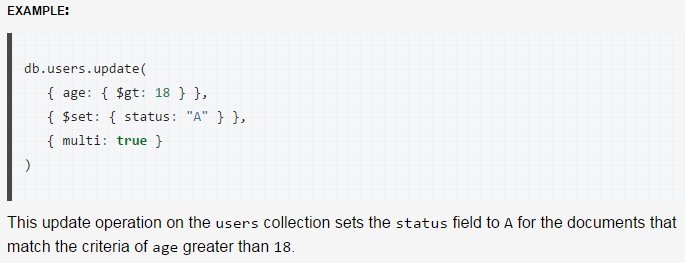 EXAMPLE:
db.users.update(
{ age: { $gt: 18 } },
{ $set: { status: "A" } },
{ multi: true }
)
This update operation on the users collection sets the status field to A for the documents that
match the criteria of age greater than 18.